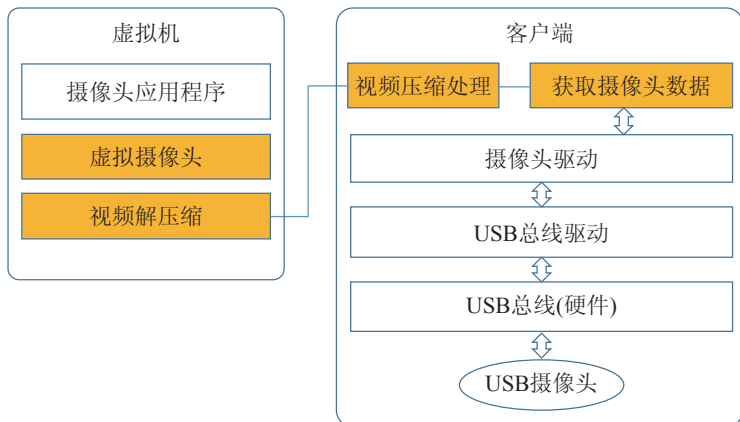 虚拟机
摄像头应用程序
虚拟摄像头
视频解压缩
客户端
视频压缩处理
获取摄像头数据
摄像头驱动
USB总线驱动
USB总线(硬件)
USB摄像头